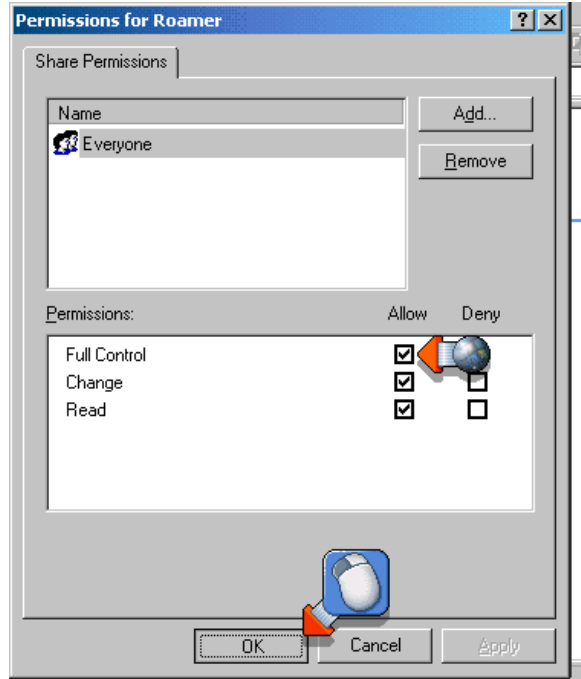 Permissions for Roamer
Share Permissions
Name
Add...
Everyone
Remove
Permissions: Allow Deny
Full Control
Change
Read
OK Cancel Apply